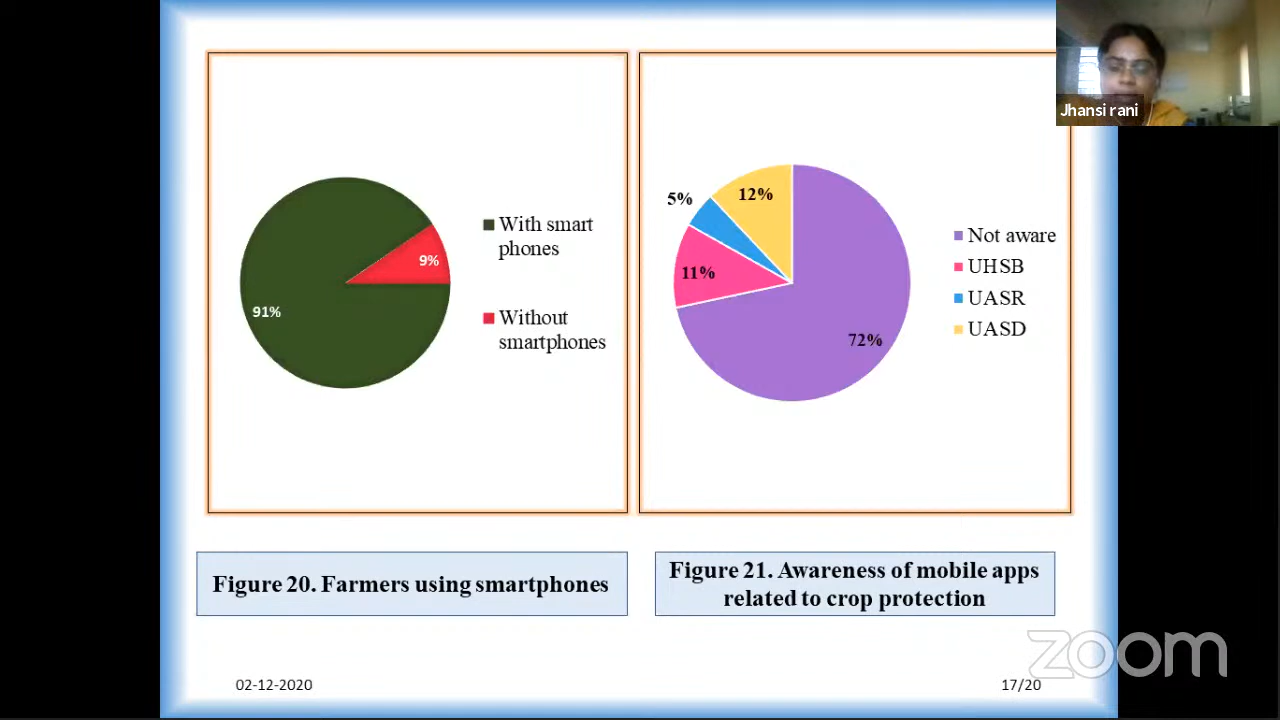 Jhansi rani
With smart
phones
9%
91%
Without
smartphones
5%
12%
11%
72%
Not aware
UHSB
UASR
UASD
Figure 20. Farmers using smartphones
Figure 21. Awareness of mobile apps
related to crop protection
zoom
02-12-2020
17/20